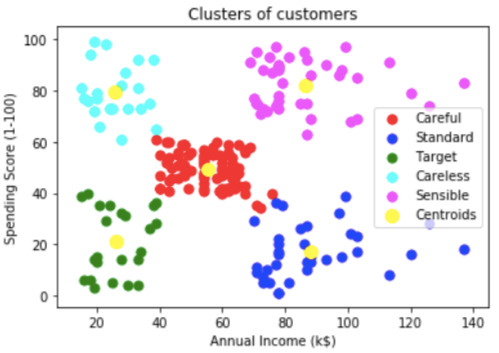 Clusters of customers
100
80
60
40
20
0
Spending Score (1-100)
Careful
Standard
Target
Careless
Sensible
Centroids
20 40 60 80 100 120 140
Annual Income (k$)